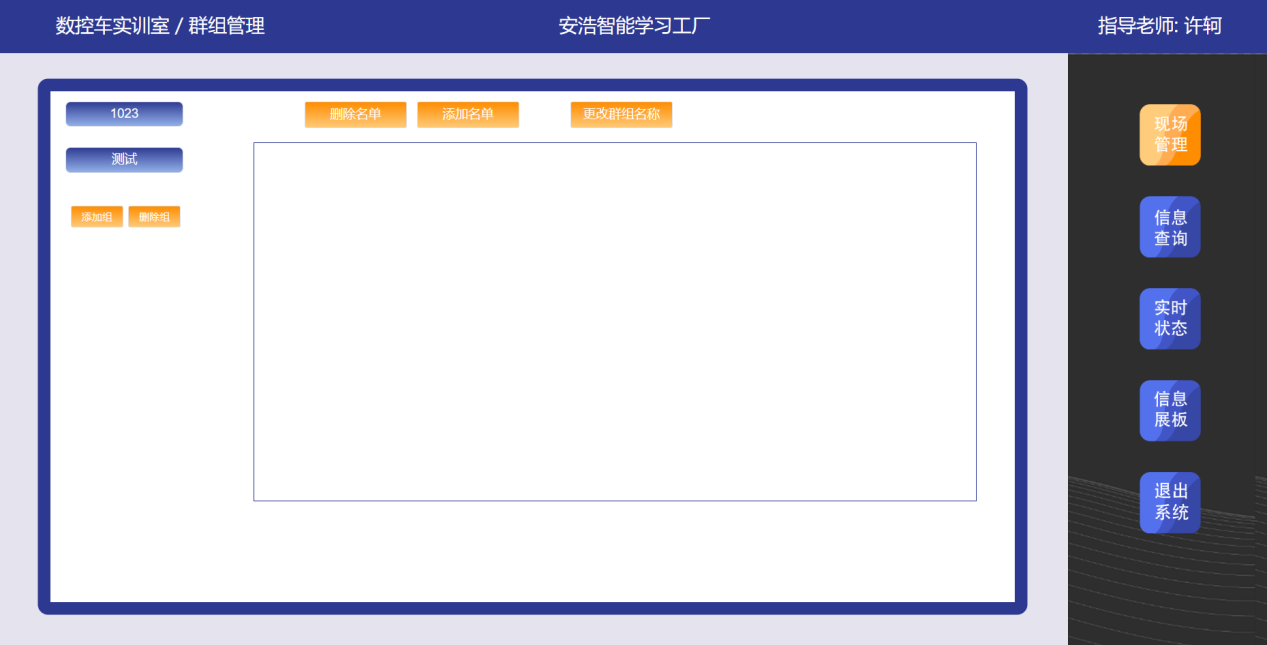 数控车实训室 / 群组管理
安浩智能学习工厂
指导老师: 许轲
1023
测试
添加组
删除组
删除名单
添加名单
更改群组名称
现场
管理
信息
查询
实时
状态
信息
展板
退出
系统